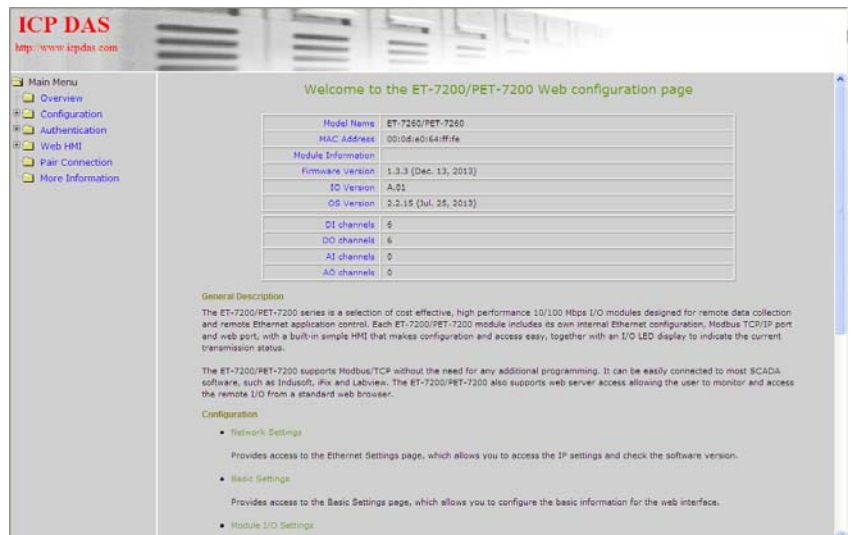 ICP DAS
http://www.icpdas.com
Main Menu
Overview
Configuration
Authentication
Web HMI
Pair Connection
More Information
Welcome to the ET-7200/PET-7200 Web configuration page
Model Name ET-7260/PET-7260
MAC Address 00:0d:e0:64:ff:fe
Module Information
Firmware Version 1.3.3 (Dec. 13, 2013)
IO Version A.01
OS Version 2.2.15 (Jul. 25, 2013)
DI channels 6
DO channels 6
AI channels 0
AO channels 0
General Description
The ET-7200/PET-7200 series is a selection of cost effective, high performance 10/100 Mbps I/O modules designed for remote data collection
and remote Ethernet application control. Each ET-7200/PET-7200 module includes its own internal Ethernet configuration, Modbus TCP/IP port
and web port, with a built-in simple HMI that makes configuration and access easy, together with an I/O LED display to indicate the current
transmission status.
The ET-7200/PET-7200 supports Modbus/TCP without the need for any additional programming. It can be easily connected to most SCADA
software, such as Indusoft, iFix and Labview. The ET-7200/PET-7200 also supports web server access allowing the user to monitor and access
the remote I/O from a standard web browser.
Configuration
• Network Settings
Provides access to the Ethernet Settings page, which allows you to access the IP settings and check the software version.
• Basic Settings
Provides access to the Basic Settings page, which allows you to configure the basic information for the web interface.
• Module I/O Settings